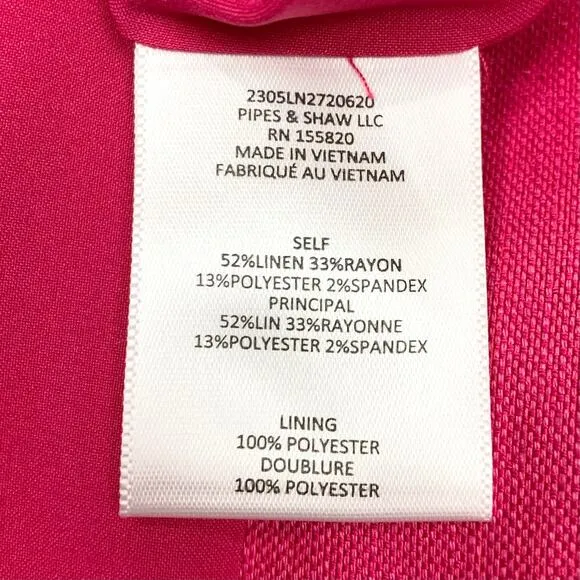 2305LN2720620
PIPES & SHAW LLC
RN 155820
MADE IN VIETNAM
FABRIQUÉ AU VIETNAM
SELF
52%LINEN 33%RAYON
13%POLYESTER 2%SPANDEX
PRINCIPAL
52%LIN 33%RAYONNE
13%POLYESTER 2%SPANDEX
LINING
100% POLYESTER
DOUBLURE
100% POLYESTER